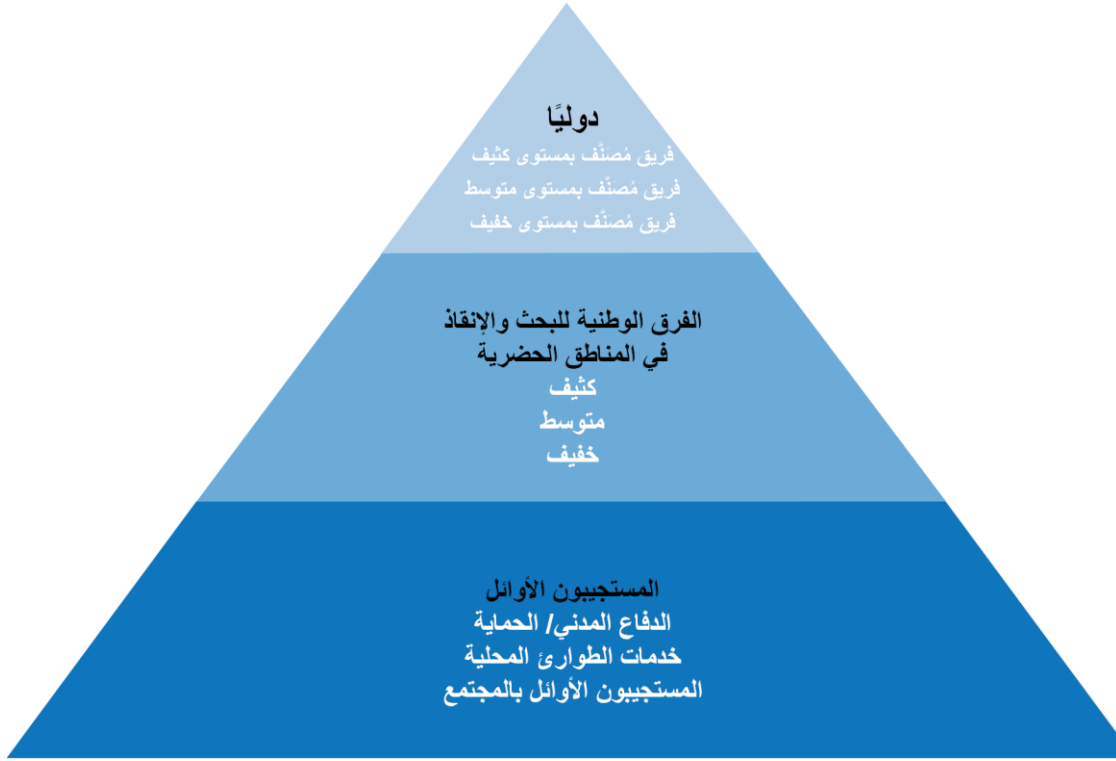 دوليًا
فريق مُصنَّف بمستوى كثيف
فريق مُصنَّف بمستوى متوسط
فريق مُصنَّف بمستوى خفيف
الفرق الوطنية للبحث والإنقاذ
في المناطق الحضرية
كثيف
متوسط
خفيف
المستجيبون الأوائل
الدفاع المدني/ الحماية
خدمات الطوارئ المحلية
المستجيبون الأوائل بالمجتمع